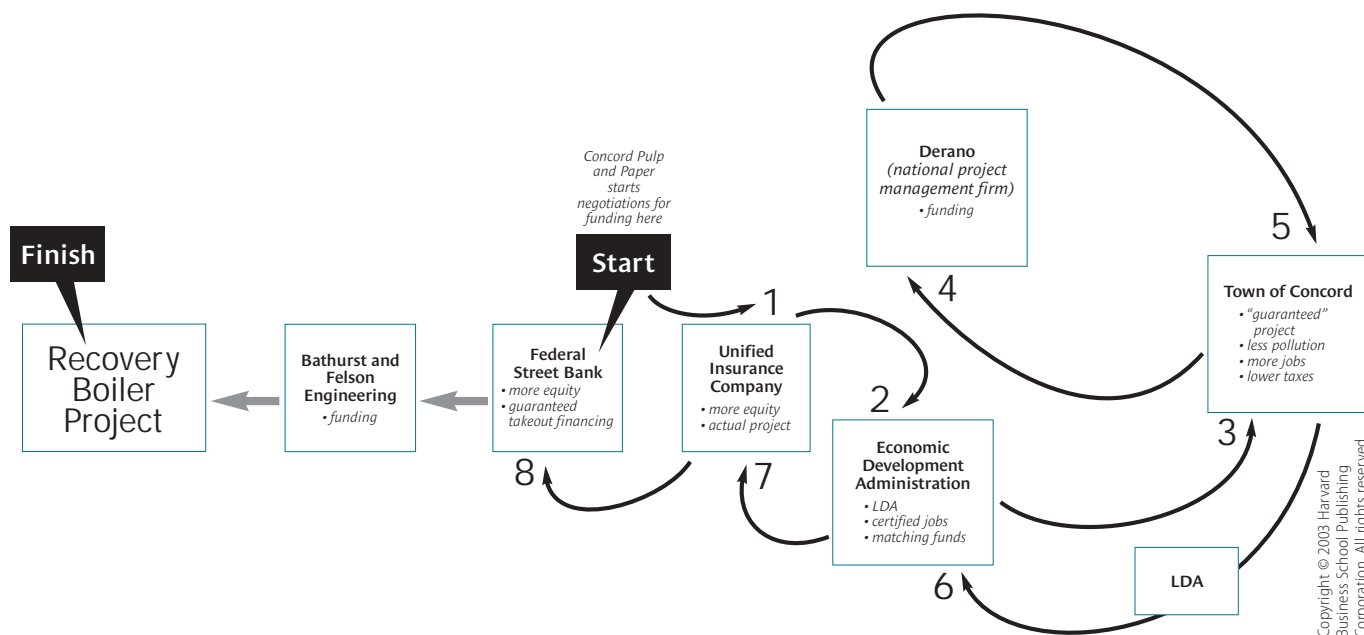 Finish
Recovery
Boiler
Project
Bathurst and
Felson
Engineering
• funding
Concord Pulp
and Paper
starts
negotiations for
funding here
Start
Federal
Street Bank
• more equity
• guaranteed
takeout financing
8
1
Unified
Insurance
Company
• more equity
• actual project
7
2
Economic
Development
Administration
• LDA
• certified jobs
• matching funds
6
Derano
(national project
management firm)
• funding
4
5
Town of Concord
• “guaranteed”
project
• less pollution
• more jobs
• lower taxes
3
LDA
Copyright © 2003 Harvard
Business School Publishing
Corporation. All rights reserved